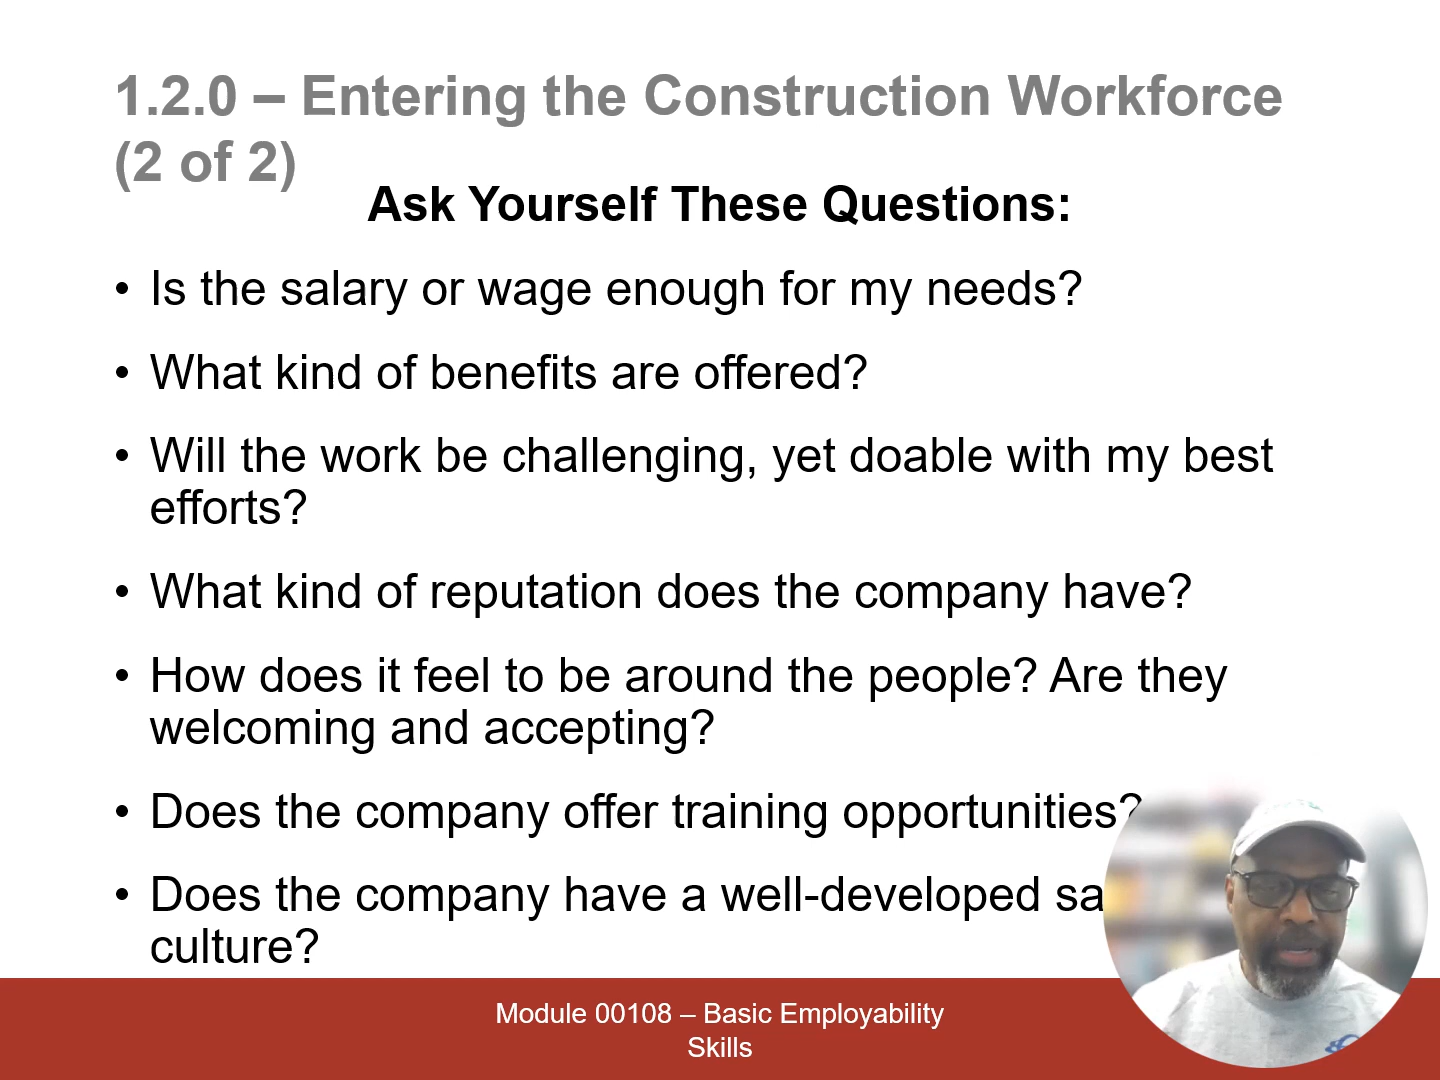 1.2.0 – Entering the Construction Workforce
(2 of 2)
Ask Yourself These Questions:
• Is the salary or wage enough for my needs?
• What kind of benefits are offered?
• Will the work be challenging, yet doable with my best
efforts?
• What kind of reputation does the company have?
• How does it feel to be around the people? Are they
welcoming and accepting?
• Does the company offer training opportunities?
• Does the company have a well-developed
culture?
Module 00108 – Basic Employability
Skills